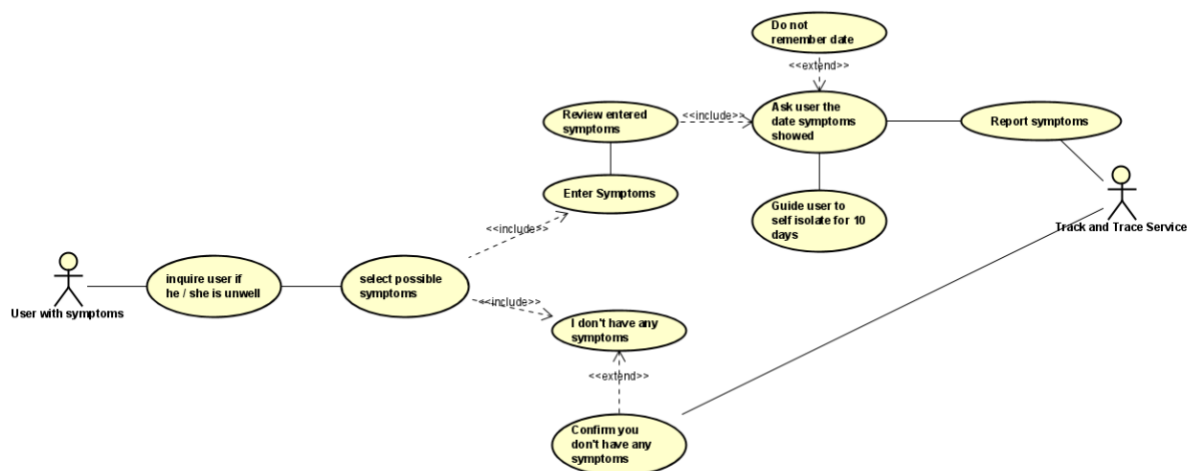 Do not
remember date
<<extend>>
Review entered
symptoms
<<include>>
Ask user the
date symptoms
showed
Report symptoms
Enter Symptoms
Guide user to
self isolate for 10
days
Track and Trace Service
<<include>>
inquire user if
he / she is unwell
select possible
symptoms
User with symptoms
<<include>>
I don't have any
symptoms
<<extend>>
Confirm you
don't have any
symptoms